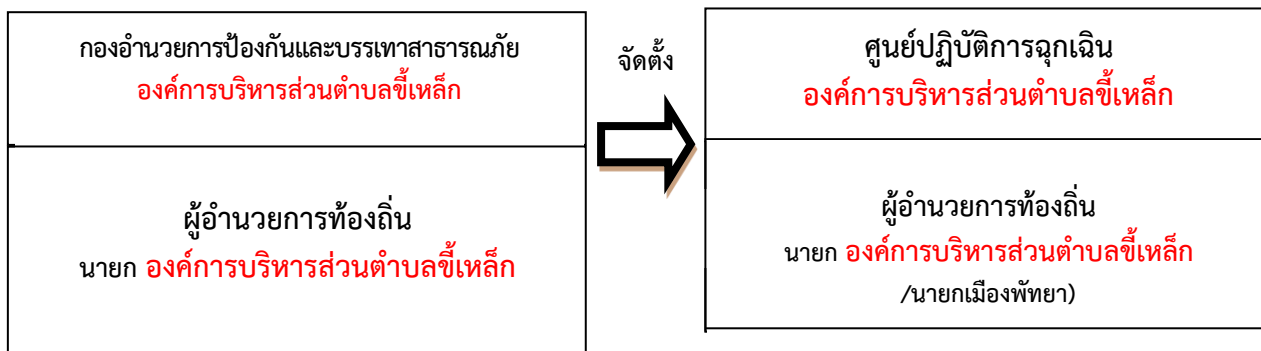 กองอำนวยการป้องกันและบรรเทาสาธารณภัย
องค์การบริหารส่วนตำบลขี้เหล็ก
ผู้อำนวยการท้องถิ่น
นายก องค์การบริหารส่วนตำบลขี้เหล็ก
จัดตั้ง
ศูนย์ปฏิบัติการฉุกเฉิน
องค์การบริหารส่วนตำบลขี้เหล็ก
ผู้อำนวยการท้องถิ่น
นายก องค์การบริหารส่วนตำบลขี้เหล็ก
/นายกเมืองพัทยา)